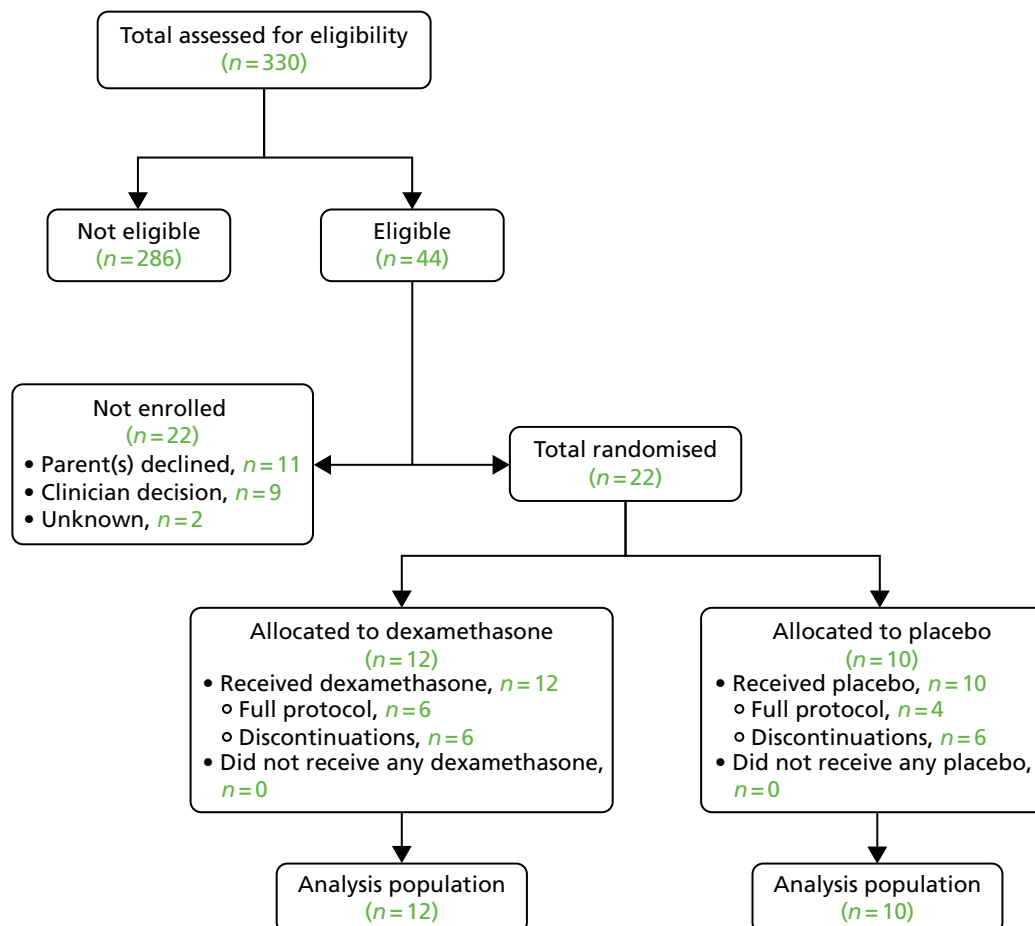 Total assessed for eligibility
(n=330)
Not eligible
(n=286)
Eligible
(n=44)
Not enrolled
(n=22)
• Parent(s) declined, n=11
• Clinician decision, n=9
• Unknown, n=2
Total randomised
(n=22)
Allocated to dexamethasone
(n=12)
• Received dexamethasone, n=12
Full protocol, n=6
Discontinuations, n=6
• Did not receive any dexamethasone,
n=0
Allocated to placebo
(n=10)
• Received placebo, n=10
Full protocol, n=4
Discontinuations, n=6
• Did not receive any placebo,
n=0
Analysis population
(n=12)
Analysis population
(n=10)